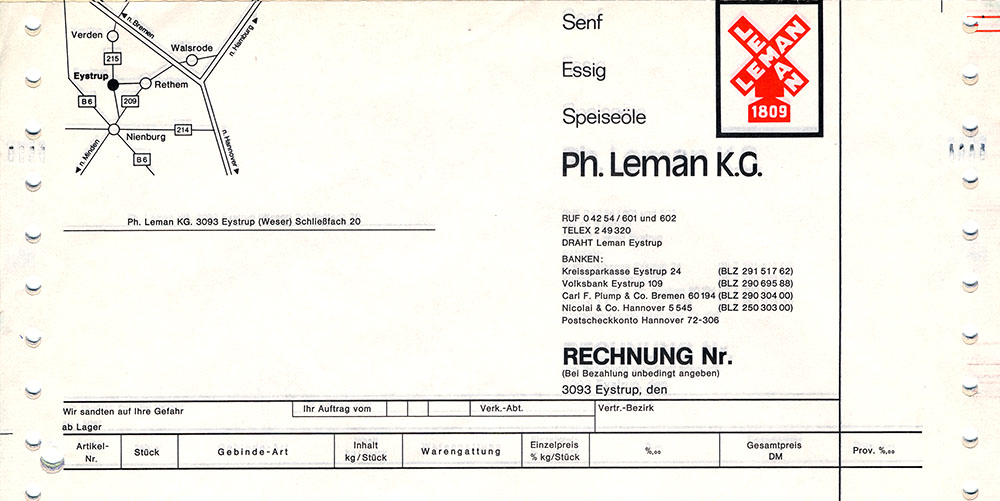 n. Bremen
n. Hamburg
Verden
Walsrode
215
Eystrup
Rethem
B 6
209
Nienburg
214
n. Minden
B 6
n. Hannover
Senf
Essig
Speiseöle
LEMAN
LEMAN
1809
Ph. Leman K.G.
Ph. Leman KG. 3093 Eystrup (Weser) Schließfach 20
RUF 0 42 54 / 601 und 602
TELEX 2 49 320
DRAHT Leman Eystrup
BANKEN:
Kreissparkasse Eystrup 24 (BLZ 291 517 62)
Volksbank Eystrup 109 (BLZ 290 695 88)
Carl F. Plump & Co. Bremen 60 194 (BLZ 290 304 00)
Nicolai & Co. Hannover 5 545 (BLZ 250 303 00)
Postscheckkonto Hannover 72-306
RECHNUNG Nr.
(Bei Bezahlung unbedingt angeben)
3093 Eystrup, den
Wir sandten auf Ihre Gefahr
ab Lager
Ihr Auftrag vom
Verk.-Abt.
Vertr.-Bezirk
Artikel-Nr.
Stück
Gebinde-Art
Inhalt kg/Stück
Warengattung
Einzelpreis % kg/Stück
%,oo
Gesamtpreis DM
Prov. %,oo